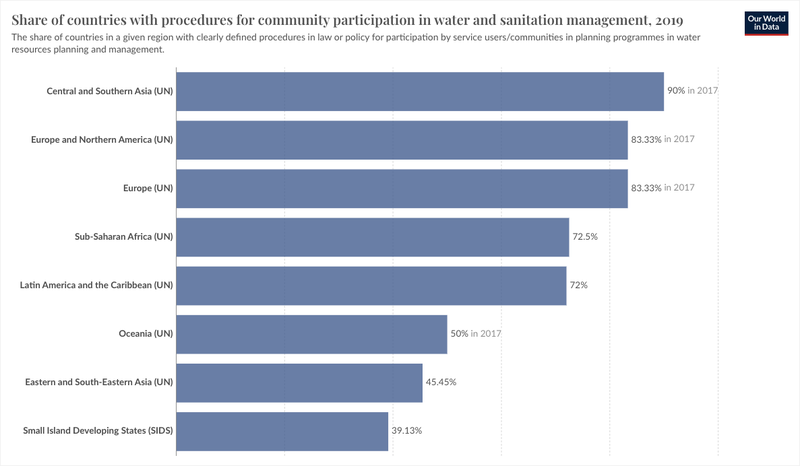 Share of countries with procedures for community participation in water and sanitation management, 2019
Our World
in Data
The share of countries in a given region with clearly defined procedures in law or policy for participation by service users/communities in planning programmes in water
resources planning and management.
Central and Southern Asia (UN) 90% in 2017
Europe and Northern America (UN) 83.33% in 2017
Europe (UN) 83.33% in 2017
Sub-Saharan Africa (UN) 72.5%
Latin America and the Caribbean (UN) 72%
Oceania (UN) 50% in 2017
Eastern and South-Eastern Asia (UN) 45.45%
Small Island Developing States (SIDS) 39.13%